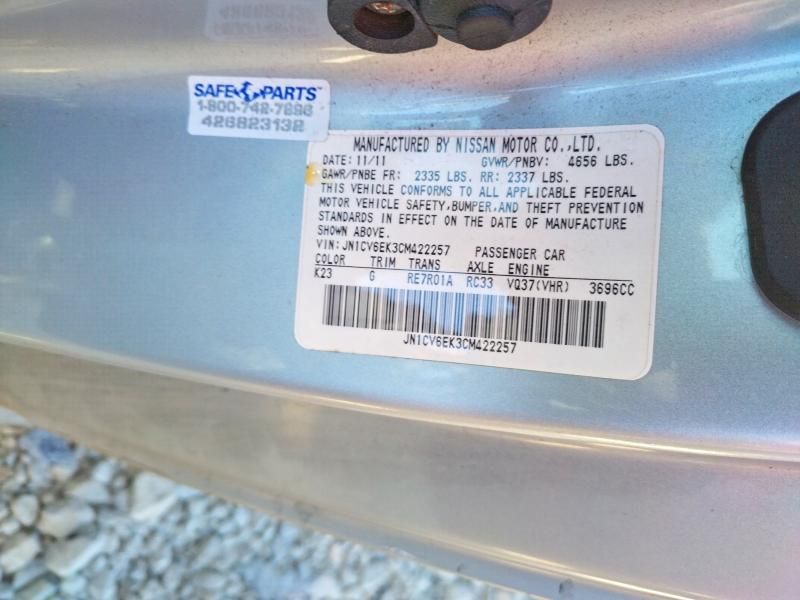 SAFE PARTS™
1-800-742-7896
426823132
MANUFACTURED BY NISSAN MOTOR CO.,LTD.
DATE: 11/11 GVWR/PNBV: 4656 LBS.
GAWR/PNBE FR: 2335 LBS. RR: 2337 LBS.
THIS VEHICLE CONFORMS TO ALL APPLICABLE FEDERAL
MOTOR VEHICLE SAFETY,BUMPER,AND THEFT PREVENTION
STANDARDS IN EFFECT ON THE DATE OF MANUFACTURE
SHOWN ABOVE.
VIN:JN1CV6EK3CM422257 PASSENGER CAR
COLOR TRIM TRANS AXLE ENGINE
K23 G RE7R01A RC33 VQ37(VHR) 3696CC
JN1CV6EK3CM422257